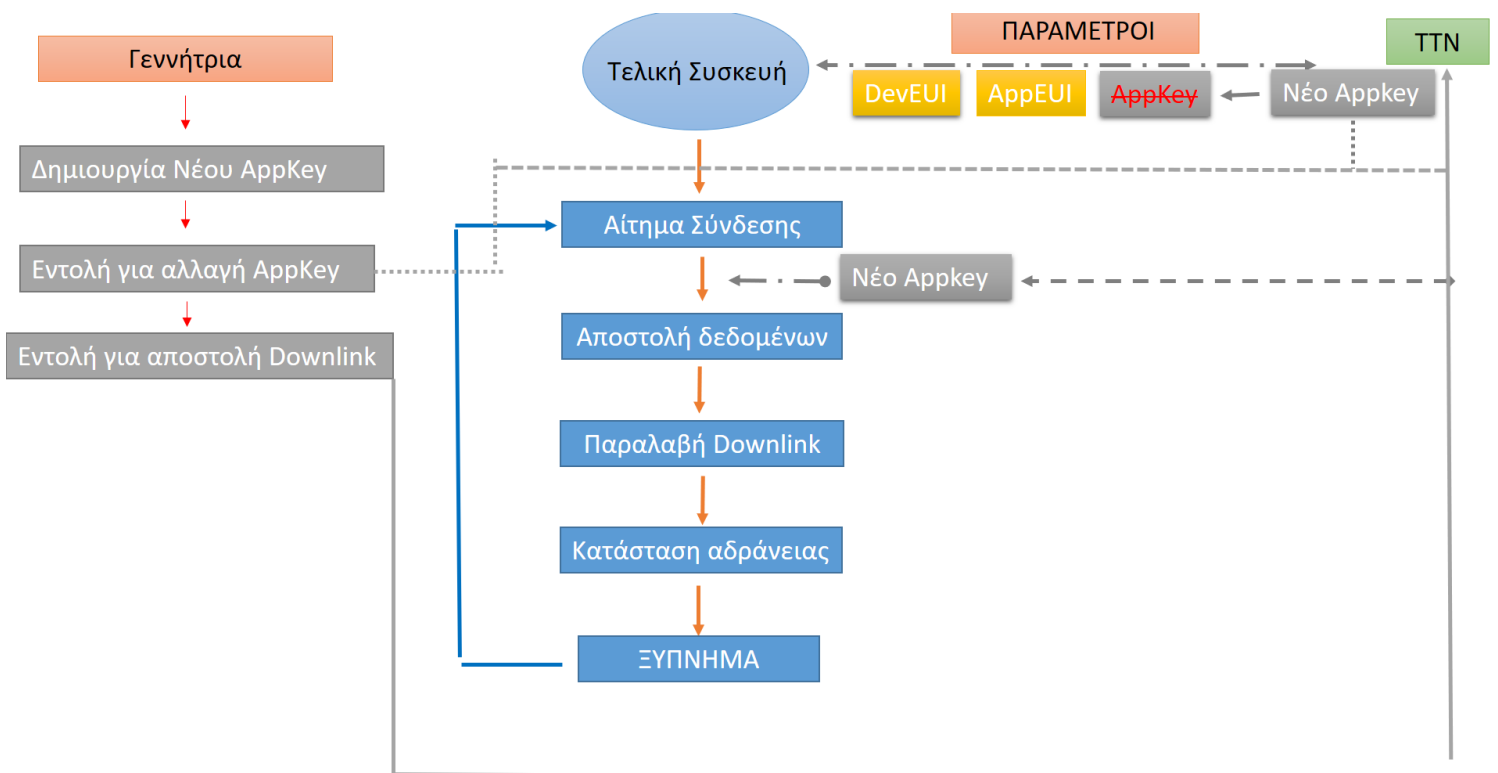 Γεννήτρια
Δημιουργία Νέου AppKey
Εντολή για αλλαγή AppKey
Εντολή για αποστολή Downlink
Τελική Συσκευή
ΠΑΡΑΜΕΤΡΟΙ
TTN
DevEUI
AppEUI
AppKey
Νέο Appkey
Αίτημα Σύνδεσης
Νέο Appkey
Αποστολή δεδομένων
Παραλαβή Downlink
Κατάσταση αδράνειας
ΞΥΠΝΗΜΑ